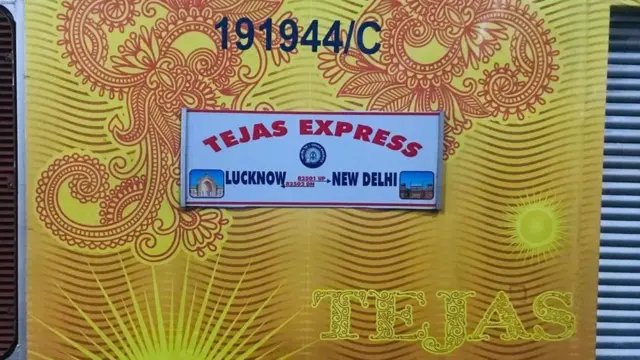 191944/C
TEJAS EXPRESS
LUCKNOW 82501 UP NEW DELHI
82502 DN
TEJAS